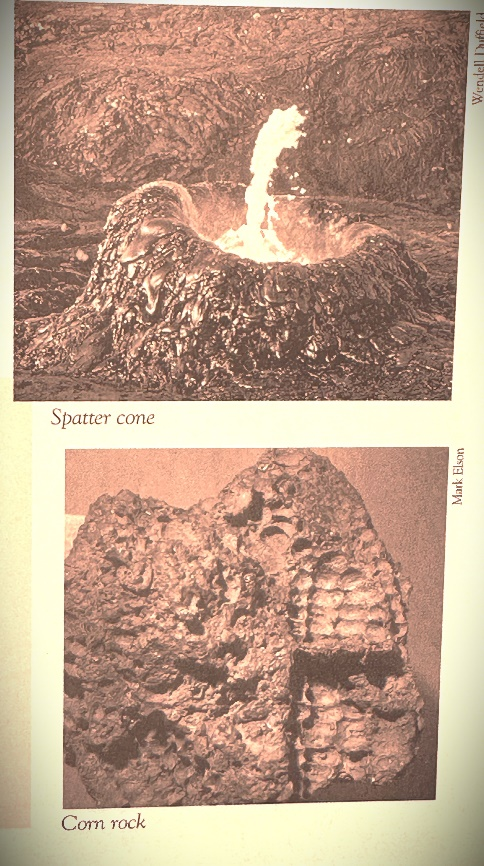 Wendell Duffield
Spatter cone
Mark Elson
Corn rock